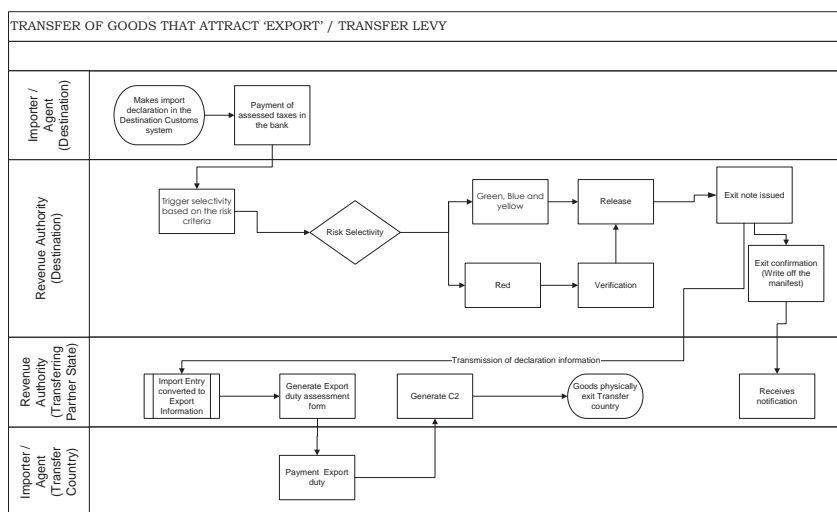 TRANSFER OF GOODS THAT ATTRACT ‘EXPORT’ / TRANSFER LEVY
Importer /
Agent
(Destination)
Makes import
declaration in the
Destination Customs
system
Payment of
assessed taxes in
the bank
Revenue Authority
(Destination)
Trigger selectivity
based on the risk
criteria
Risk Selectivity
Green, Blue and
yellow
Release
Exit note issued
Red
Verification
Exit confirmation
(Write off the
manifest)
Revenue
Authority
(Transferring
Partner State)
Transmission of declaration information
Import Entry
converted to
Export
Information
Generate Export
duty assessment
form
Generate C2
Goods physically
exit Transfer
country
Receives
notification
Importer /
Agent
(Transfer
Country)
Payment Export
duty